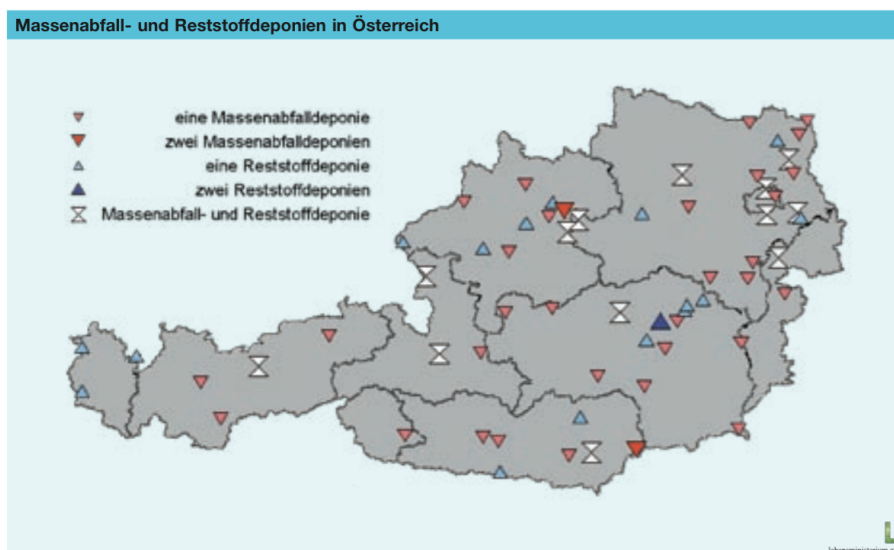 Massenabfall- und Reststoffdeponien in Österreich
eine Massenabfalldeponie
zwei Massenabfalldeponien
eine Reststoffdeponie
zwei Reststoffdeponien
Massenabfall- und Reststoffdeponie